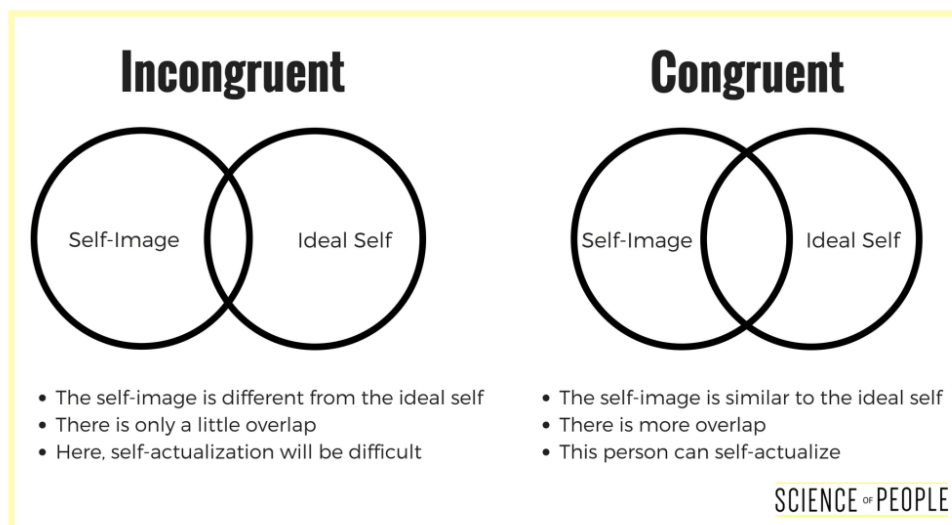 Incongruent
Self-Image
Ideal Self
• The self-image is different from the ideal self
• There is only a little overlap
• Here, self-actualization will be difficult
Congruent
Self-Image
Ideal Self
• The self-image is similar to the ideal self
• There is more overlap
• This person can self-actualize
SCIENCE OF PEOPLE